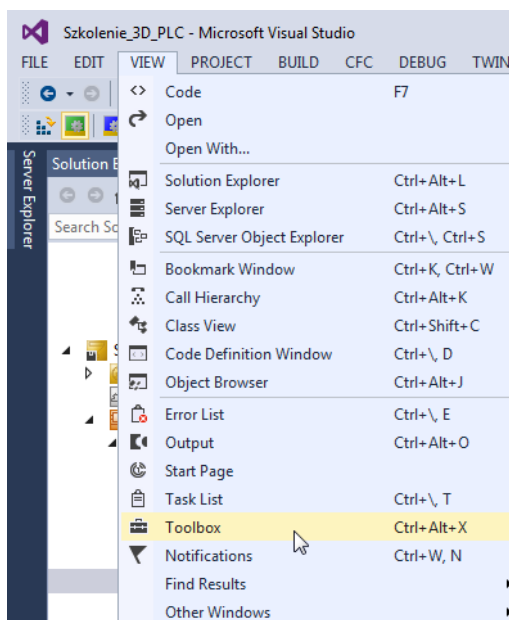 Szkolenie_3D_PLC - Microsoft Visual Studio
FILE EDIT VIEW PROJECT BUILD CFC DEBUG TWIN
Server Explorer
Solution E
Search So
Code F7
Open
Open With...
Solution Explorer Ctrl+Alt+L
Server Explorer Ctrl+Alt+S
SQL Server Object Explorer Ctrl+\, Ctrl+S
Bookmark Window Ctrl+K, Ctrl+W
Call Hierarchy Ctrl+Alt+K
Class View Ctrl+Shift+C
Code Definition Window Ctrl+\, D
Object Browser Ctrl+Alt+J
Error List Ctrl+\, E
Output Ctrl+Alt+O
Start Page
Task List Ctrl+\, T
Toolbox Ctrl+Alt+X
Notifications Ctrl+W, N
Find Results
Other Windows